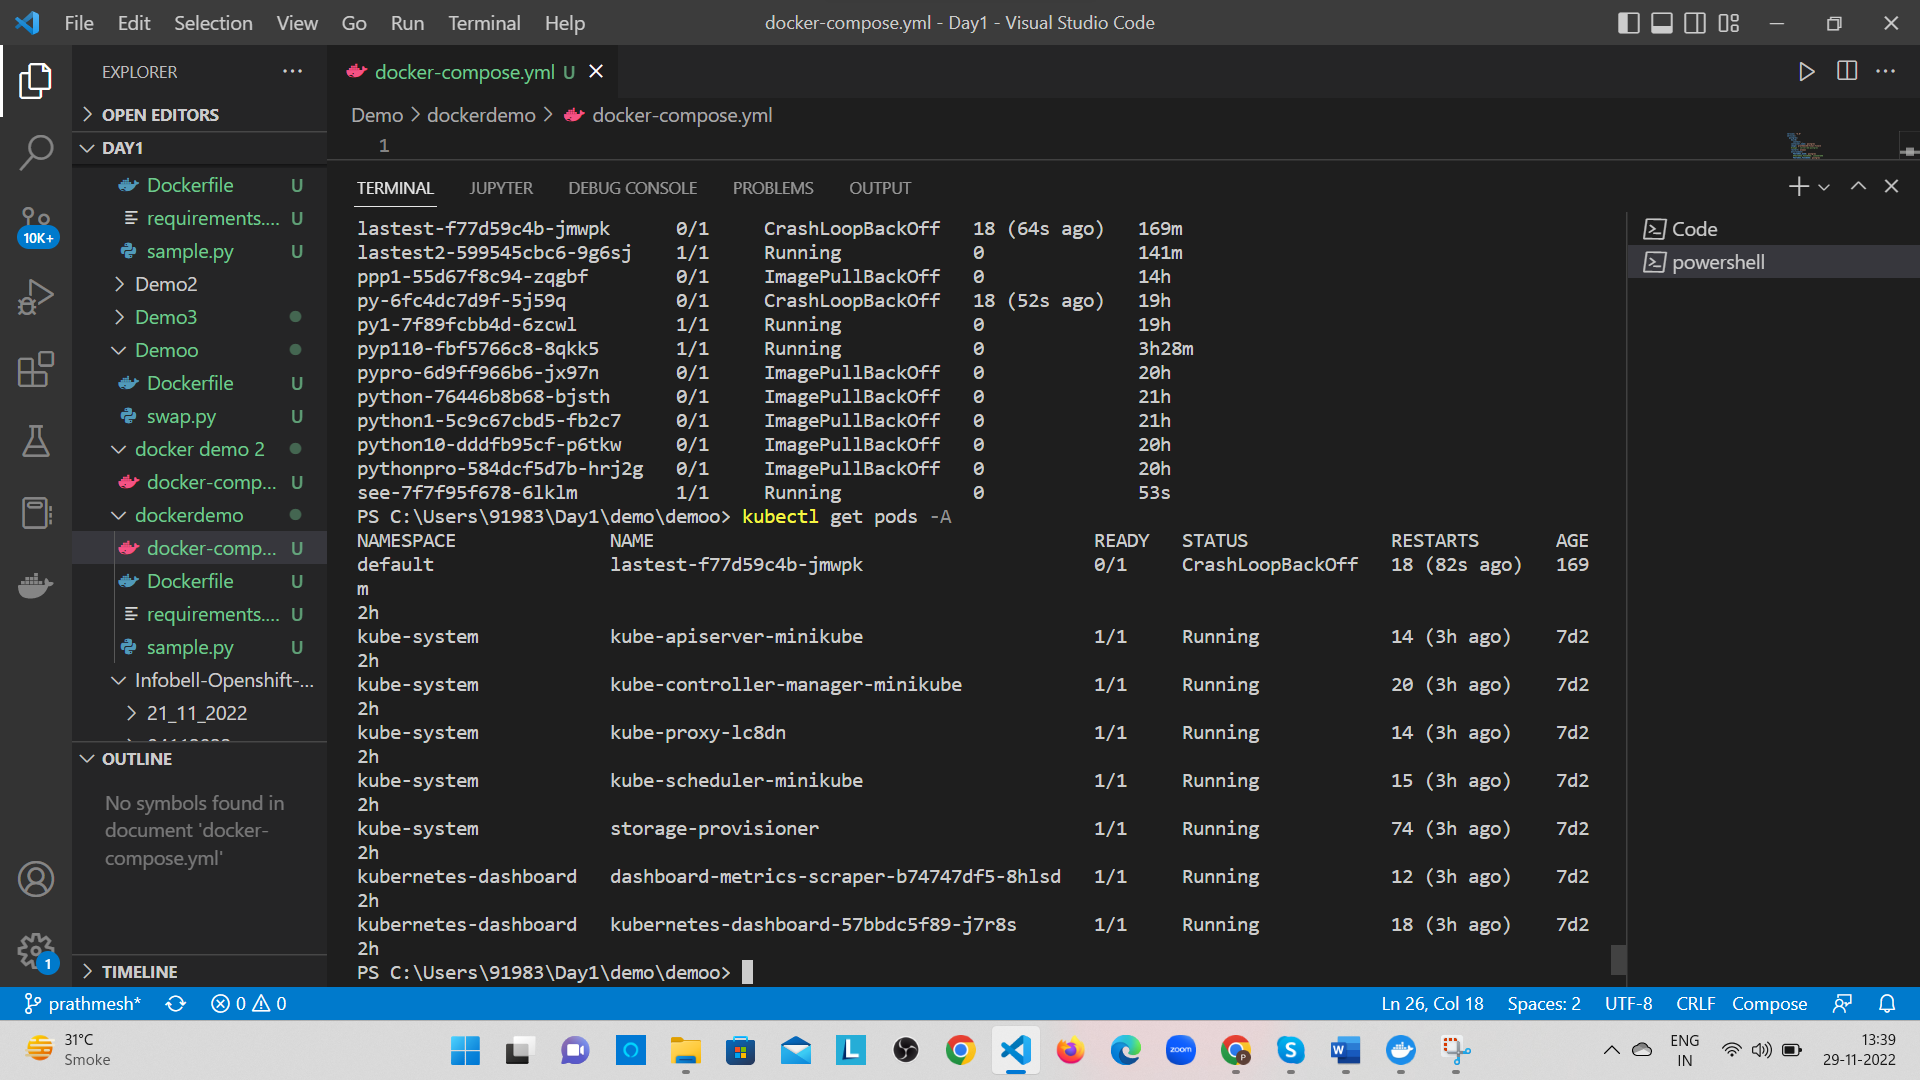 File Edit Selection View Go Run Terminal Help
docker-compose.yml - Day1 - Visual Studio Code
EXPLORER
docker-compose.yml U
OPEN EDITORS
Demo > dockerdemo > docker-compose.yml
DAY1
1
Dockerfile U
requirements.... U
sample.py U
10K+
Demo2
Demo3
Demoo
Dockerfile U
swap.py U
docker demo 2
docker-comp... U
dockerdemo
docker-comp... U
Dockerfile U
requirements.... U
sample.py U
Infobell-Openshift-...
21_11_2022
OUTLINE
No symbols found in
document 'docker-
compose.yml'
1
TIMELINE
TERMINAL JUPYTER DEBUG CONSOLE PROBLEMS OUTPUT
lastest-f77d59c4b-jmwpk 0/1 CrashLoopBackOff 18 (64s ago) 169m
lastest2-599545cbc6-9g6sj 1/1 Running 0 141m
ppp1-55d67f8c94-zqgbf 0/1 ImagePullBackOff 0 14h
py-6fc4dc7d9f-5j59q 0/1 CrashLoopBackOff 18 (52s ago) 19h
py1-7f89fcbb4d-6zcwl 1/1 Running 0 19h
pyp110-fbf5766c8-8qkk5 1/1 Running 0 3h28m
pypro-6d9ff966b6-jx97n 0/1 ImagePullBackOff 0 20h
python-76446b8b68-bjsth 0/1 ImagePullBackOff 0 21h
python1-5c9c67cbd5-fb2c7 0/1 ImagePullBackOff 0 21h
python10-dddfb95cf-p6tkw 0/1 ImagePullBackOff 0 20h
pythonpro-584dcf5d7b-hrj2g 0/1 ImagePullBackOff 0 20h
see-7f7f95f678-6lklm 1/1 Running 0 53s
PS C:\Users\91983\Day1\demo\demoo> kubectl get pods -A
NAMESPACE NAME READY STATUS RESTARTS AGE
default lastest-f77d59c4b-jmwpk 0/1 CrashLoopBackOff 18 (82s ago) 169
m
2h
kube-system kube-apiserver-minikube 1/1 Running 14 (3h ago) 7d2
2h
kube-system kube-controller-manager-minikube 1/1 Running 20 (3h ago) 7d2
2h
kube-system kube-proxy-lc8dn 1/1 Running 14 (3h ago) 7d2
2h
kube-system kube-scheduler-minikube 1/1 Running 15 (3h ago) 7d2
2h
kube-system storage-provisioner 1/1 Running 74 (3h ago) 7d2
2h
kubernetes-dashboard dashboard-metrics-scraper-b74747df5-8hlsd 1/1 Running 12 (3h ago) 7d2
2h
kubernetes-dashboard kubernetes-dashboard-57bbdc5f89-j7r8s 1/1 Running 18 (3h ago) 7d2
2h
PS C:\Users\91983\Day1\demo\demoo>
Code
powershell
prathmesh* 0 0 Ln 26, Col 18 Spaces: 2 UTF-8 CRLF Compose
31°C
Smoke
L
zoom
P
S
W
ENG
IN
13:39
29-11-2022